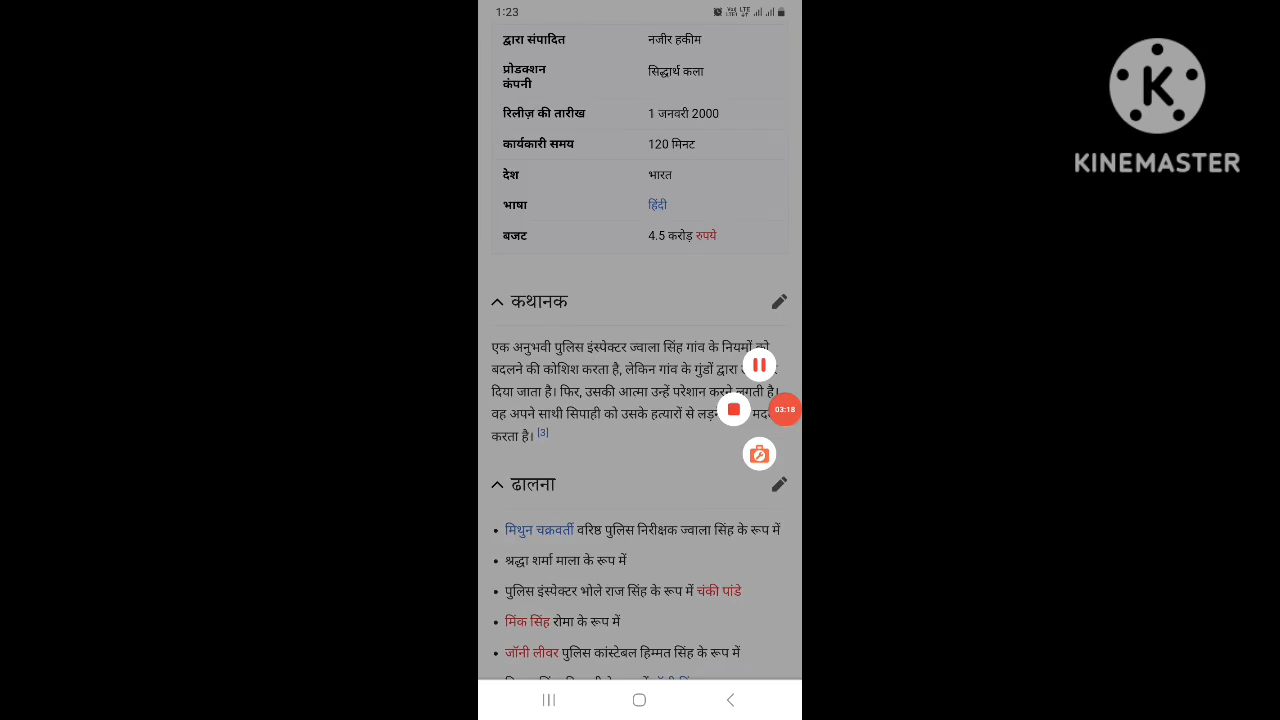 1:23
द्वारा संपादित नजीर हकीम
प्रोडक्शन
कंपनी सिद्धार्थ कला
रिलीज़ की तारीख 1 जनवरी 2000
कार्यकारी समय 120 मिनट
देश भारत
भाषा हिंदी
बजट 4.5 करोड़ रुपये
K
KINEMASTER
कथानक
एक अनुभवी पुलिस इंस्पेक्टर ज्वाला सिंह गांव के नियमों को
बदलने की कोशिश करता है, लेकिन गांव के गुंडों द्वारा
दिया जाता है। फिर, उसकी आत्मा उन्हें परेशान करने लगती है।
वह अपने साथी सिपाही को उसके हत्यारों से
करता है। [3]
03:18
ढालना
• मिथुन चक्रवर्ती वरिष्ठ पुलिस निरीक्षक ज्वाला सिंह के रूप में
• श्रद्धा शर्मा माला के रूप में
• पुलिस इंस्पेक्टर भोले राज सिंह के रूप में चंकी पांडे
• मिंक सिंह रोमा के रूप में
• जॉनी लीवर पुलिस कांस्टेबल हिम्मत सिंह के रूप में